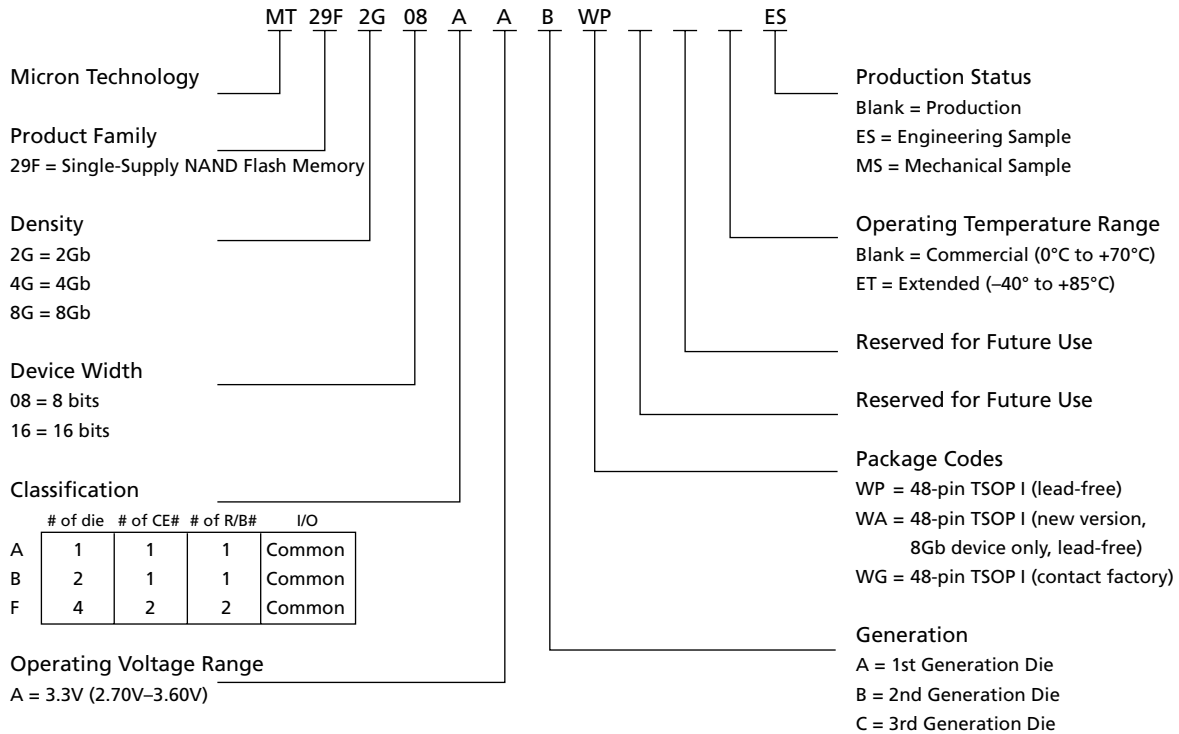 MT 29F 2G 08 A A B WP ES
Micron Technology
Product Family
29F = Single-Supply NAND Flash Memory
Density
2G = 2Gb
4G = 4Gb
8G = 8Gb
Device Width
08 = 8 bits
16 = 16 bits
Classification
# of die # of CE# # of R/B# I/O
A 1 1 1 Common
B 2 1 1 Common
F 4 2 2 Common
Operating Voltage Range
A = 3.3V (2.70V–3.60V)
Production Status
Blank = Production
ES = Engineering Sample
MS = Mechanical Sample
Operating Temperature Range
Blank = Commercial (0°C to +70°C)
ET = Extended (–40° to +85°C)
Reserved for Future Use
Reserved for Future Use
Package Codes
WP = 48-pin TSOP I (lead-free)
WA = 48-pin TSOP I (new version,
8Gb device only, lead-free)
WG = 48-pin TSOP I (contact factory)
Generation
A = 1st Generation Die
B = 2nd Generation Die
C = 3rd Generation Die